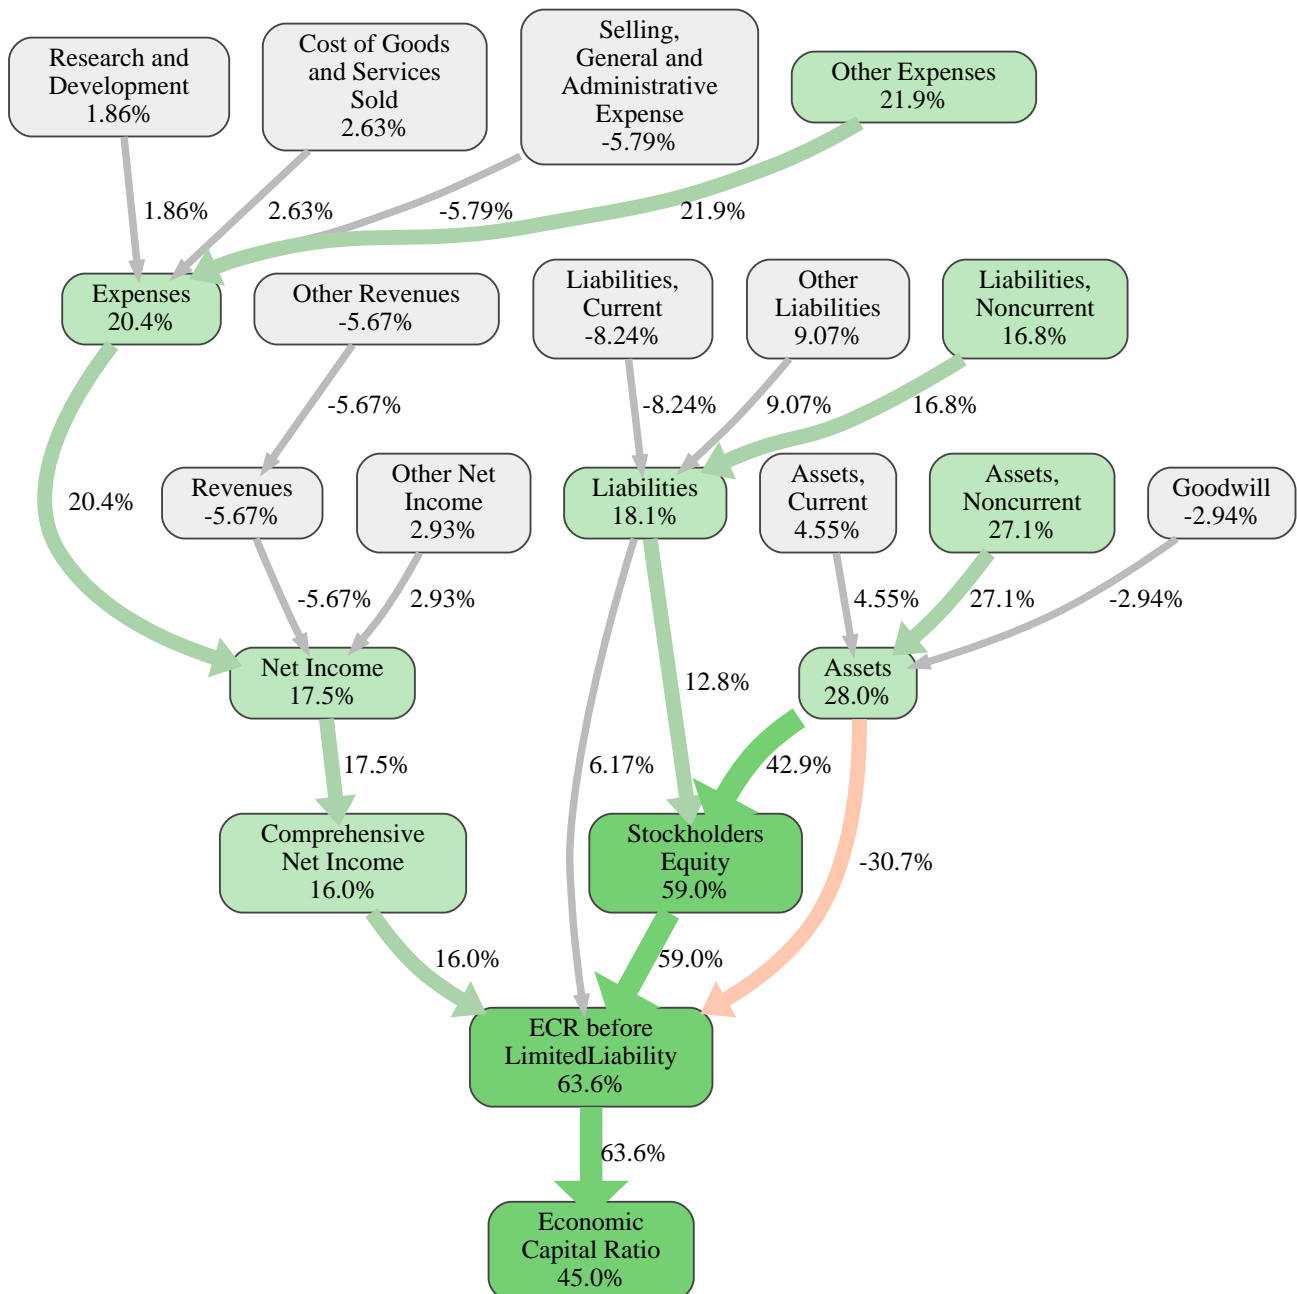 Research and
Development
1.86%
Cost of Goods
and Services
Sold
2.63%
Selling,
General and
Administrative
Expense
-5.79%
Other Expenses
21.9%
1.86%
2.63%
-5.79%
21.9%
Expenses
20.4%
Other Revenues
-5.67%
Liabilities,
Current
-8.24%
Other
Liabilities
9.07%
Liabilities,
Noncurrent
16.8%
-5.67%
-8.24%
9.07%
16.8%
20.4%
Revenues
-5.67%
Other Net
Income
2.93%
Liabilities
18.1%
Assets,
Current
4.55%
Assets,
Noncurrent
27.1%
Goodwill
-2.94%
-5.67%
2.93%
4.55%
27.1%
-2.94%
Net Income
17.5%
12.8%
Assets
28.0%
17.5%
6.17%
42.9%
Comprehensive
Net Income
16.0%
Stockholders
Equity
59.0%
-30.7%
16.0%
59.0%
ECR before
LimitedLiability
63.6%
63.6%
Economic
Capital Ratio
45.0%